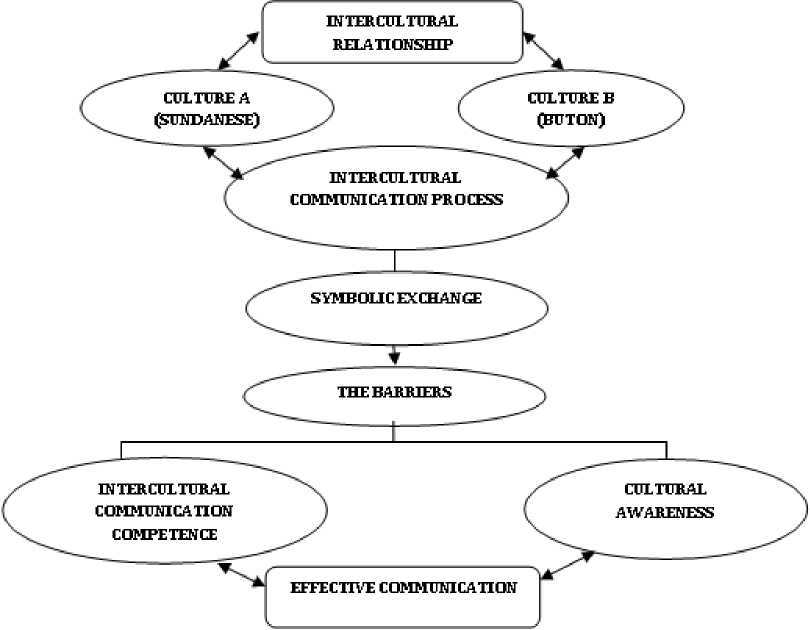 INTERCULTURAL
RELATIONSHIP
CULTURE A
(SUNDANESE)
CULTURE B
(BUTON)
INTERCULTURAL
COMMUNICATION PROCESS
SYMBOLIC EXCHANGE
THE BARRIERS
INTERCULTURAL
COMMUNICATION
COMPETENCE
CULTURAL
AWARENESS
EFFECTIVE COMMUNICATION